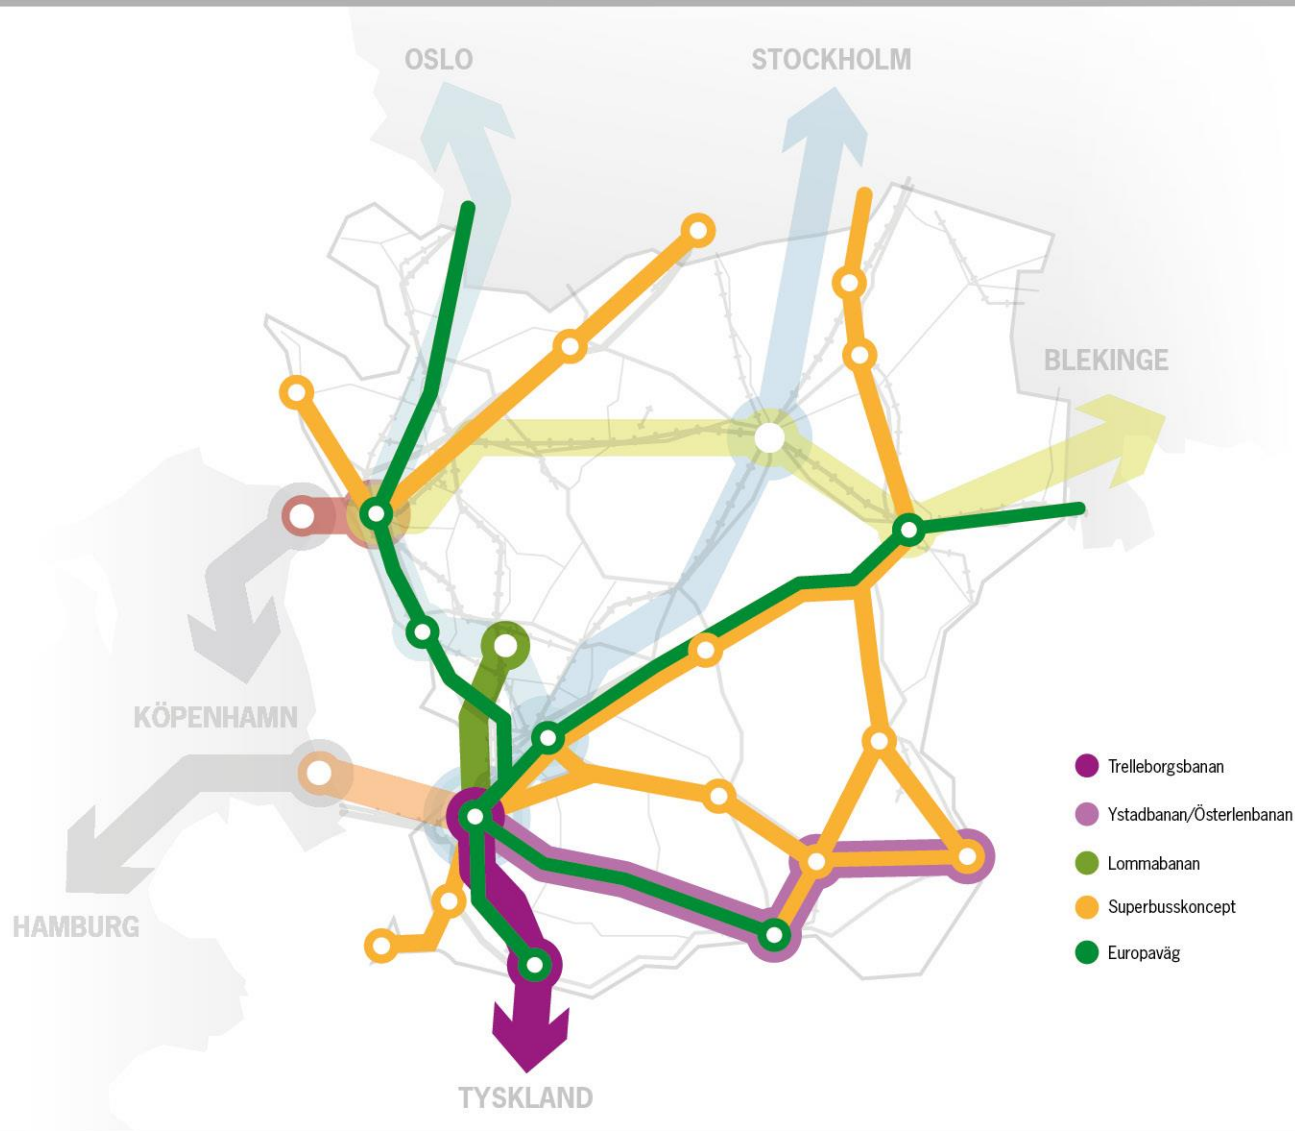 OSLO
STOCKHOLM
BLEKINGE
KÖPENHAMN
HAMBURG
TYSKLAND
Trelleborgsbanan
Ystadbanan/Österlenbanan
Lommabanan
Superbusskoncept
Europaväg